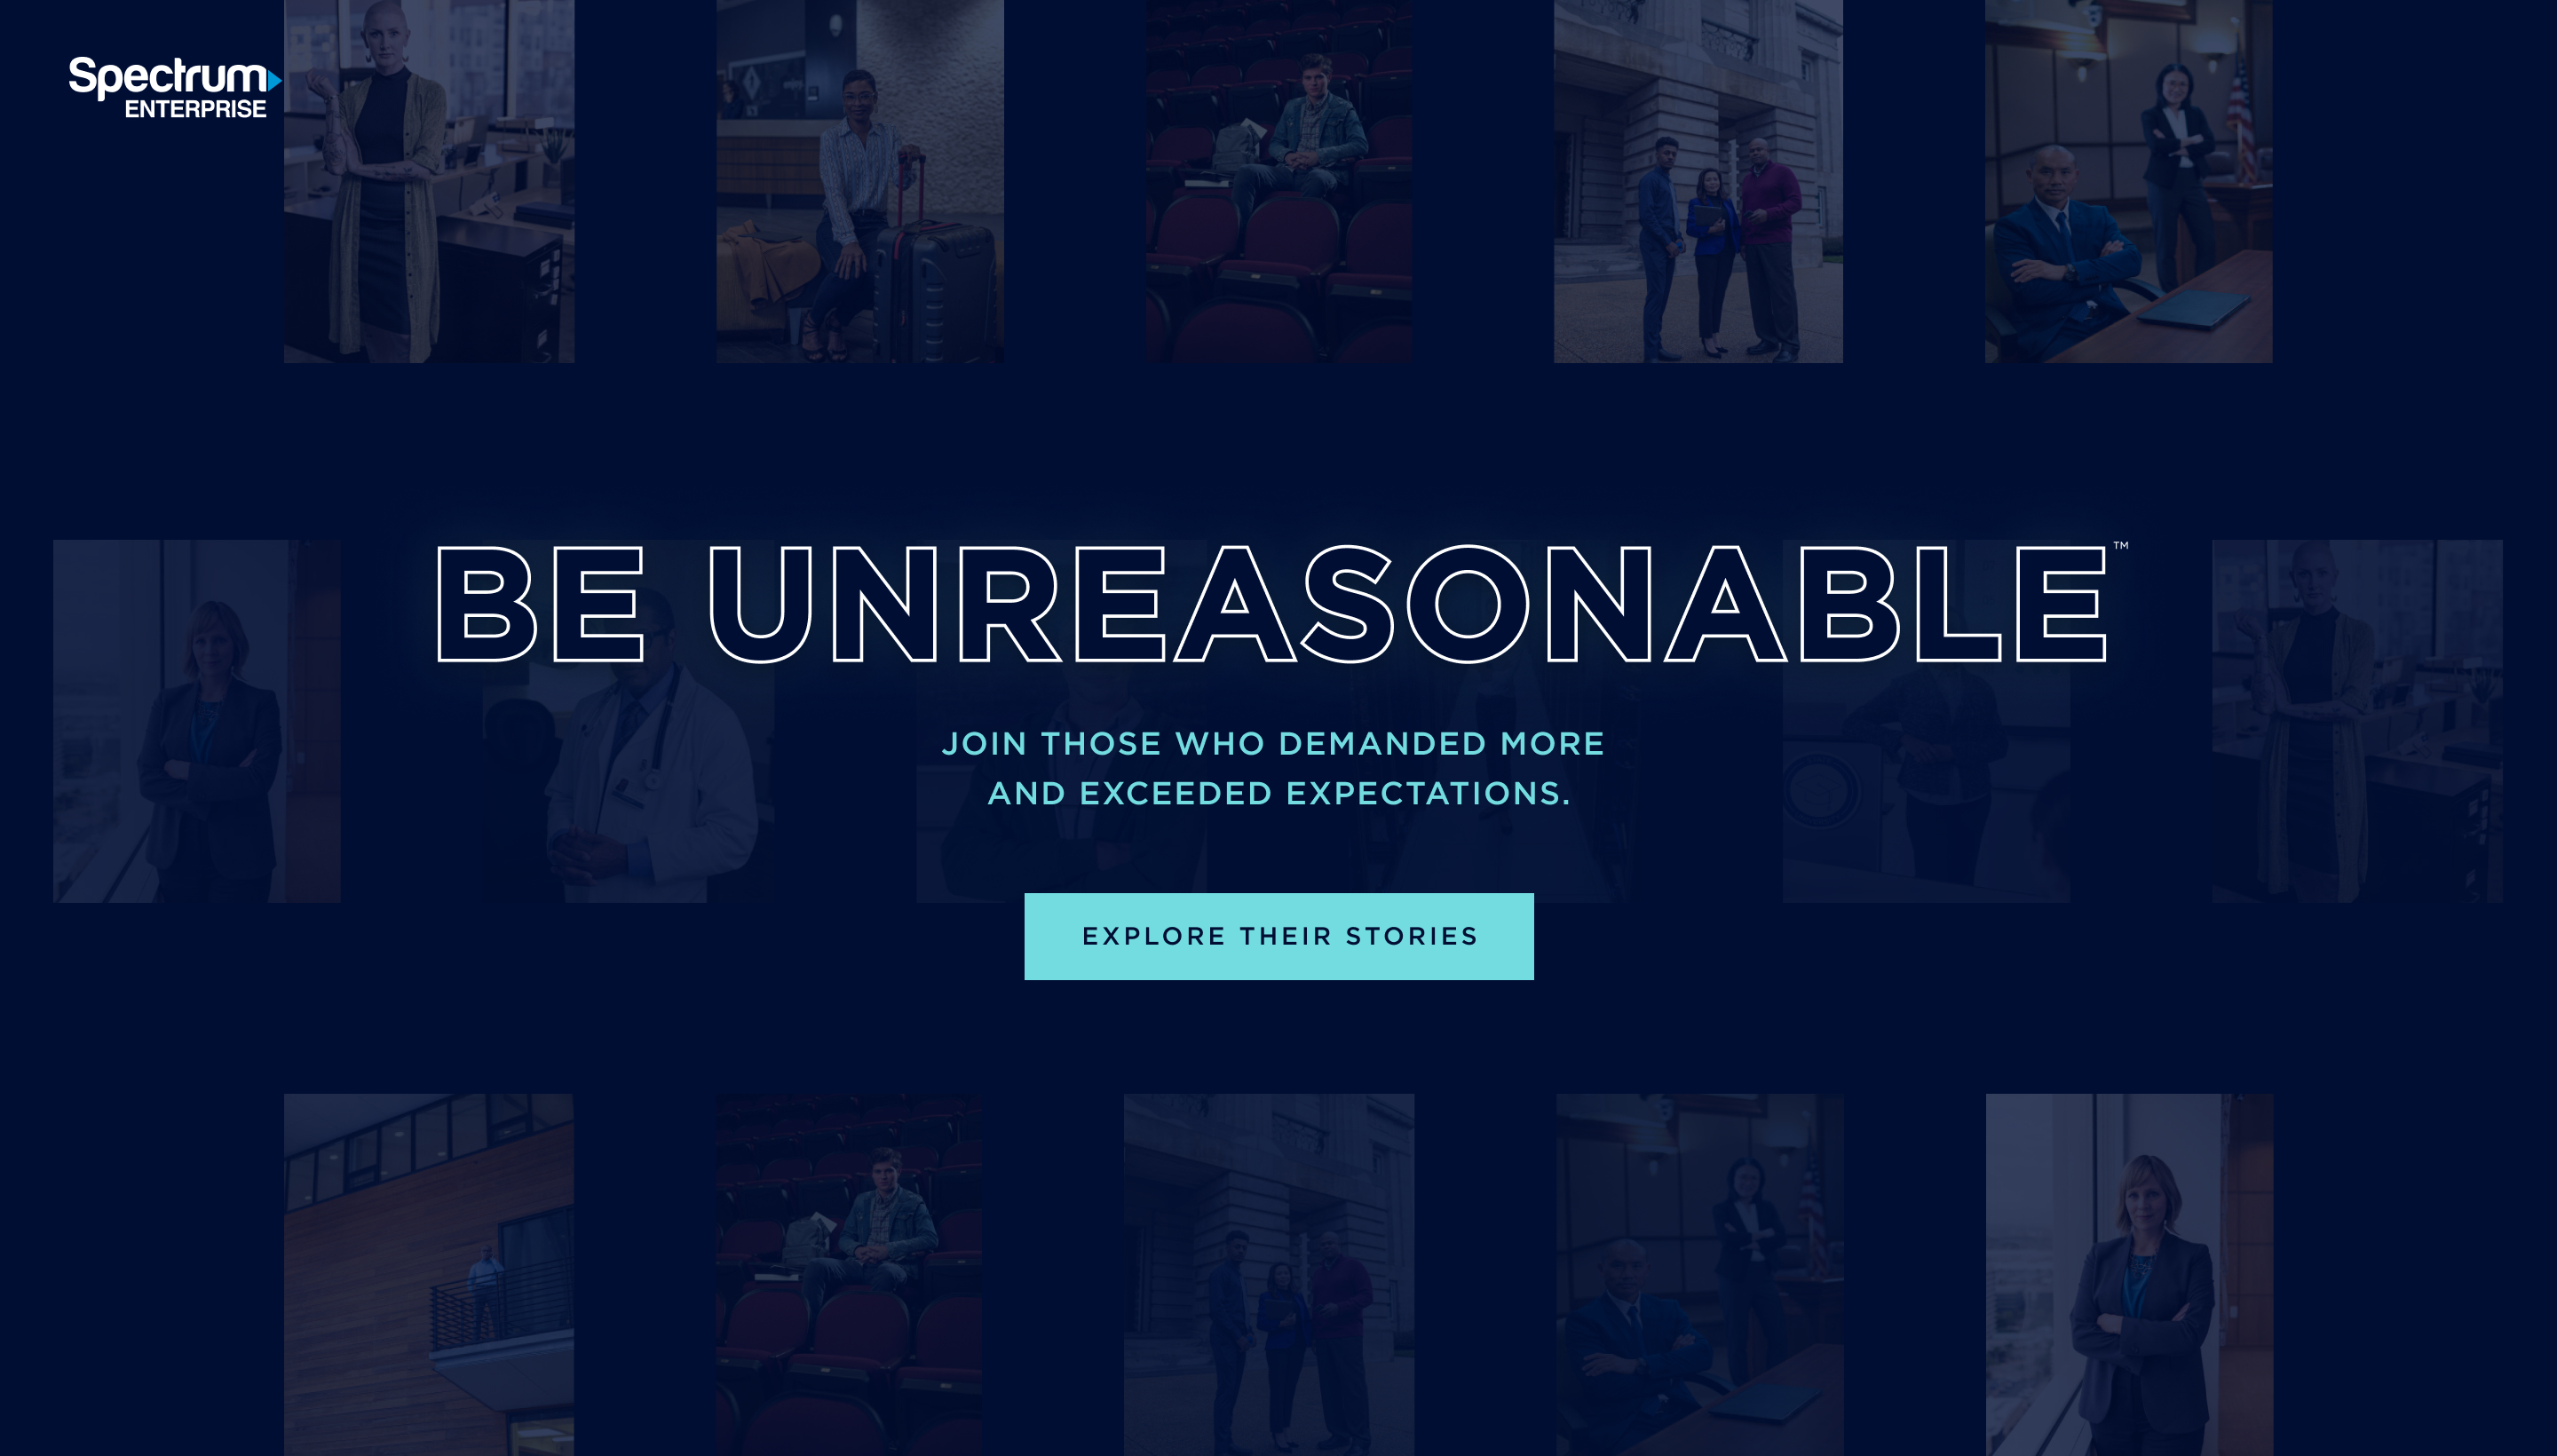 Spectrum
ENTERPRISE
BE UNREASONABLE™
JOIN THOSE WHO DEMANDED MORE
AND EXCEEDED EXPECTATIONS.
EXPLORE THEIR STORIES